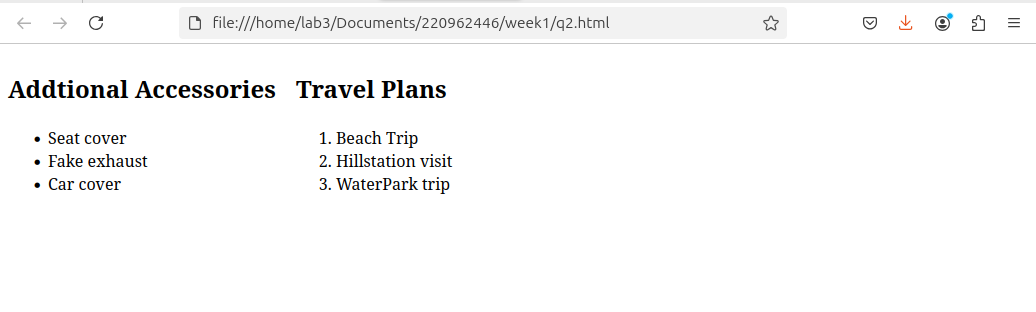 file:///home/lab3/Documents/220962446/week1/q2.html
Addtional Accessories
• Seat cover
• Fake exhaust
• Car cover
Travel Plans
1. Beach Trip
2. Hillstation visit
3. WaterPark trip